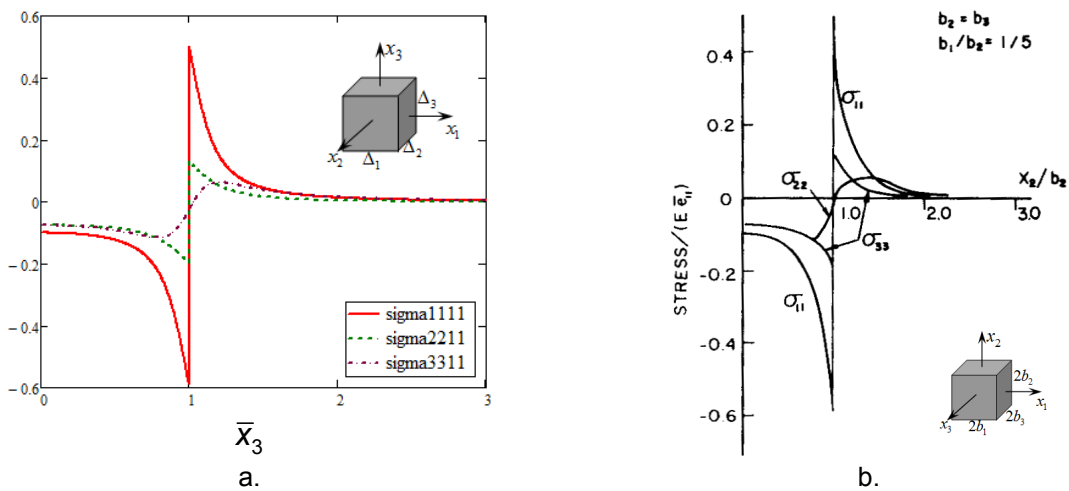 0.6
0.4
0.2
0
−0.2
−0.4
−0.6
0
1
2
3
x₃
x₂
x₁
Δ₃
Δ₂
Δ₁
sigma1111
sigma2211
sigma3311
x̄₃
a.
b₂ = b₃
b₁/b₂ = 1/5
STRESS/(E ē₁₁)
0.4
0.2
0
-0.2
-0.4
-0.6
1.0
2.0
3.0
X₂/b₂
σ₁₁
σ₂₂
σ₃₃
σ₁₁
x₂
x₁
x₃
2b₂
2b₃
2b₁
b.